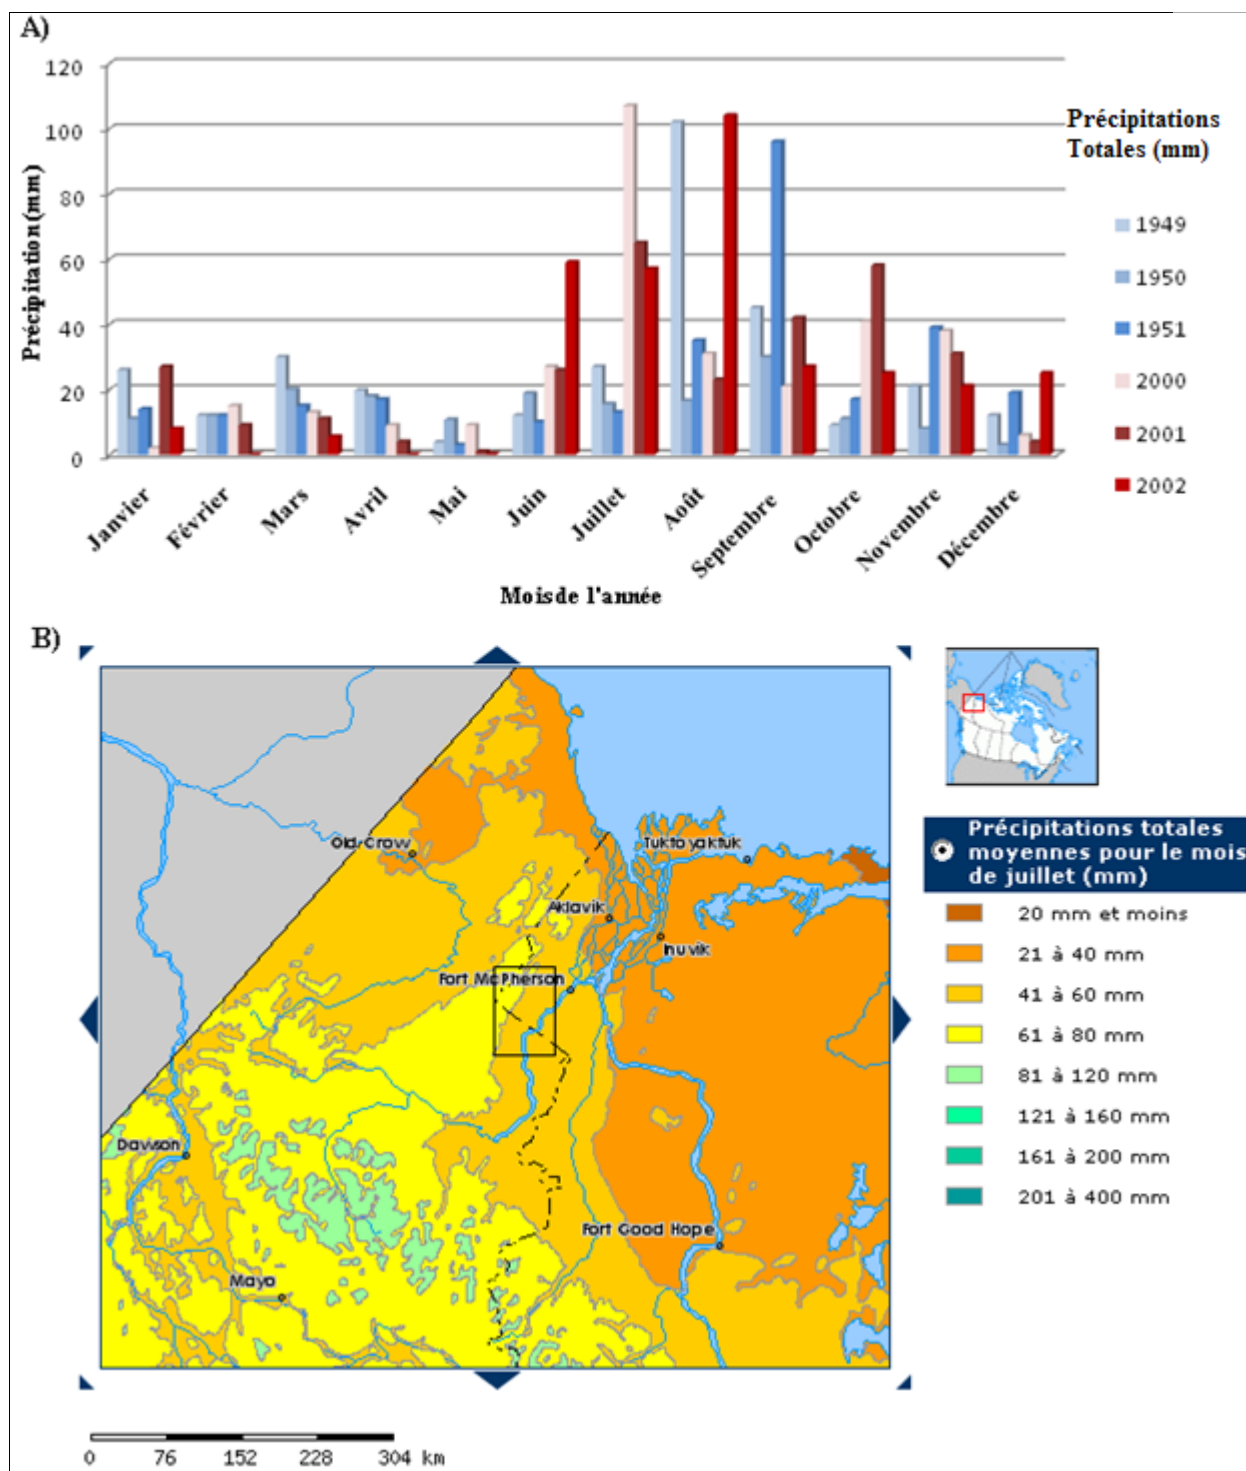 A)
120
100
80
60
40
20
0
Précipitation(mm)
Janvier
Février
Mars
Avril
Mai
Juin
Juillet
Août
Septembre
Octobre
Novembre
Décembre
Mois de l'année
Précipitations
Totales (mm)
1949
1950
1951
2000
2001
2002
B)
Old-Crow
Tuktoyaktuk
Aklavik
Inuvik
Fort McPherson
Davison
Fort Good Hope
Mayo
Précipitations totales
moyennes pour le mois
de juillet (mm)
20 mm et moins
21 à 40 mm
41 à 60 mm
61 à 80 mm
81 à 120 mm
121 à 160 mm
161 à 200 mm
201 à 400 mm
0 76 152 228 304 km